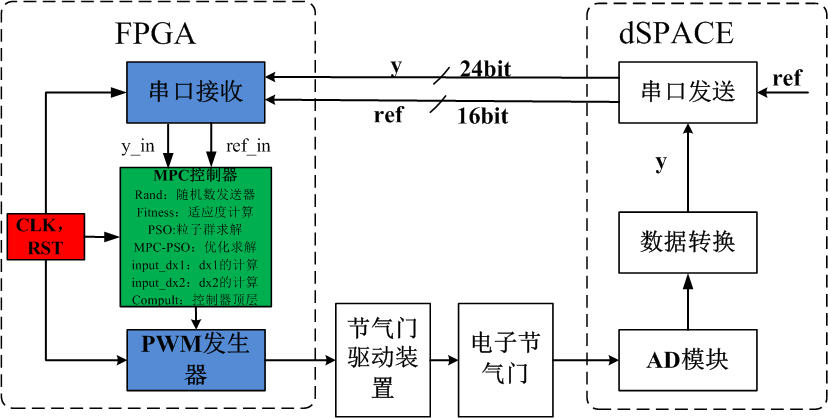 FPGA
dSPACE
串口接收
y
24bit
ref
16bit
串口发送
ref
y_in
ref_in
y
MPC控制器
Rand：随机数发送器
Fitness：适应度计算
PSO:粒子群求解
MPC-PSO：优化求解
input_dx1：dx1的计算
input_dx2：dx2的计算
Compult：控制器顶层
CLK，
RST
数据转换
PWM发生
器
节气门
驱动装
置
电子节
气门
AD模块